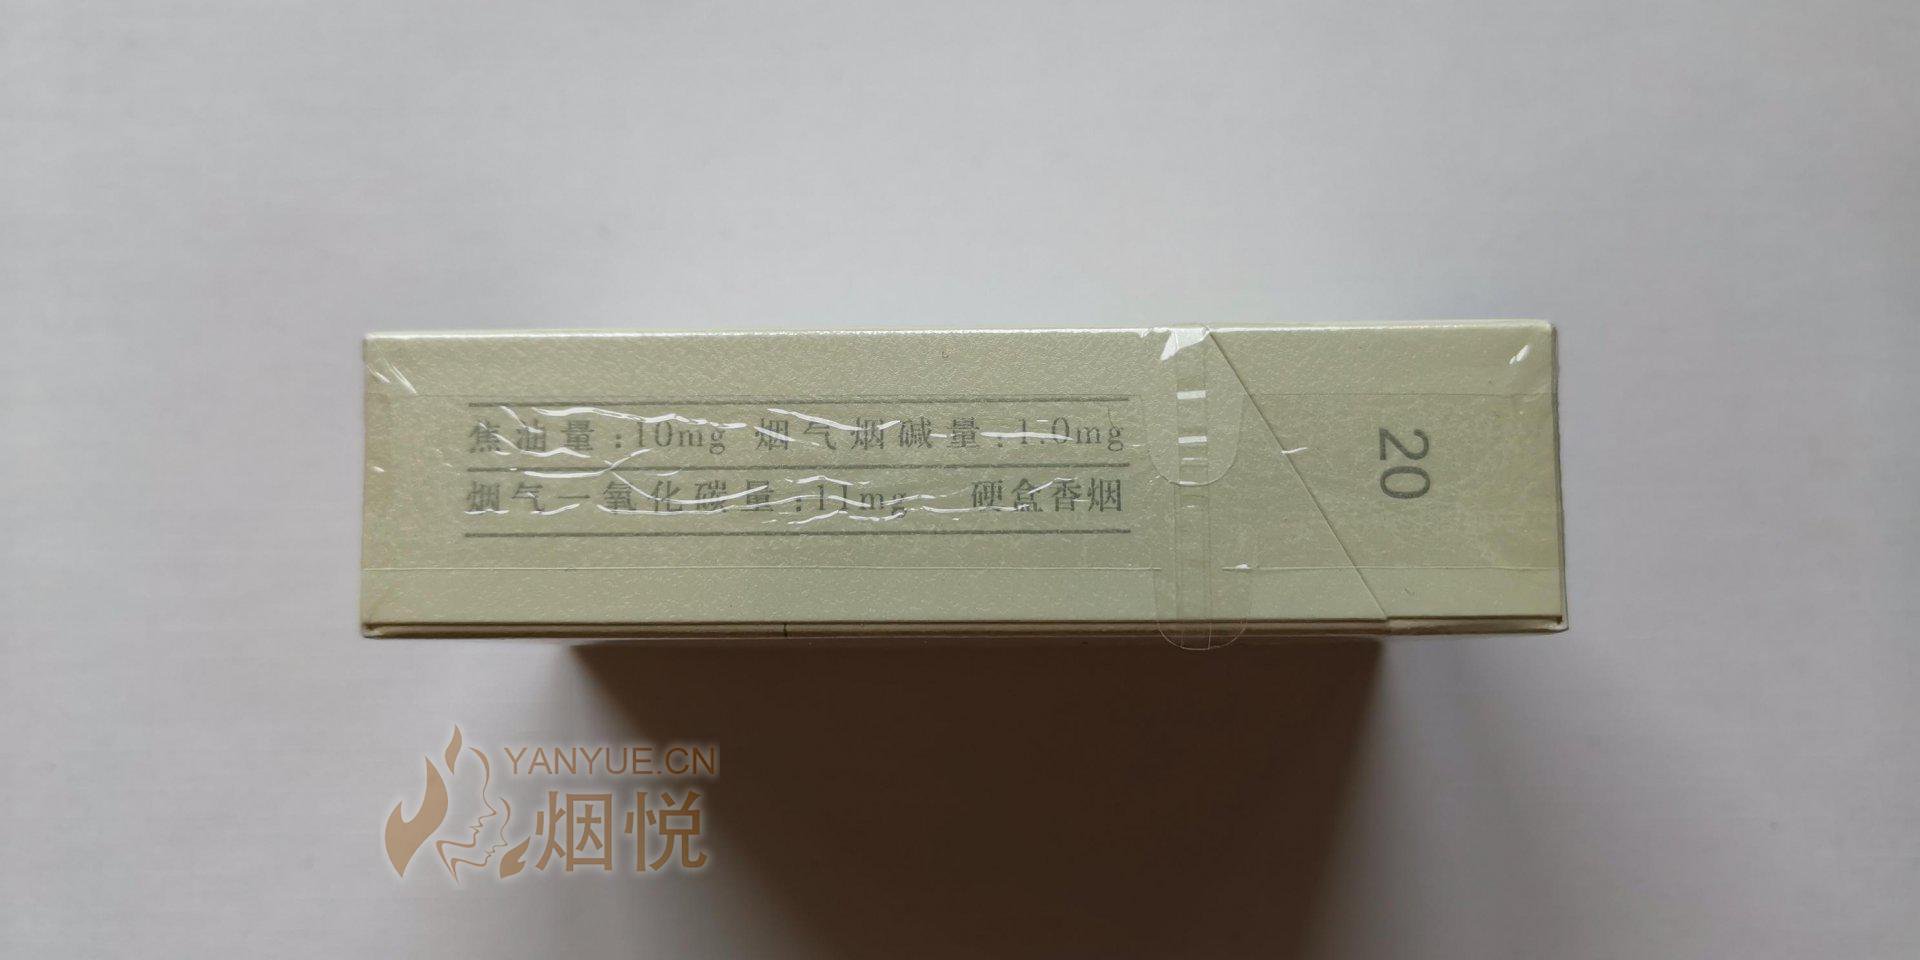 焦油量:10mg 烟气烟碱量:1.0mg
烟气一氧化碳量:11mg 硬盒香烟
20
YANYUE.CN
烟悦